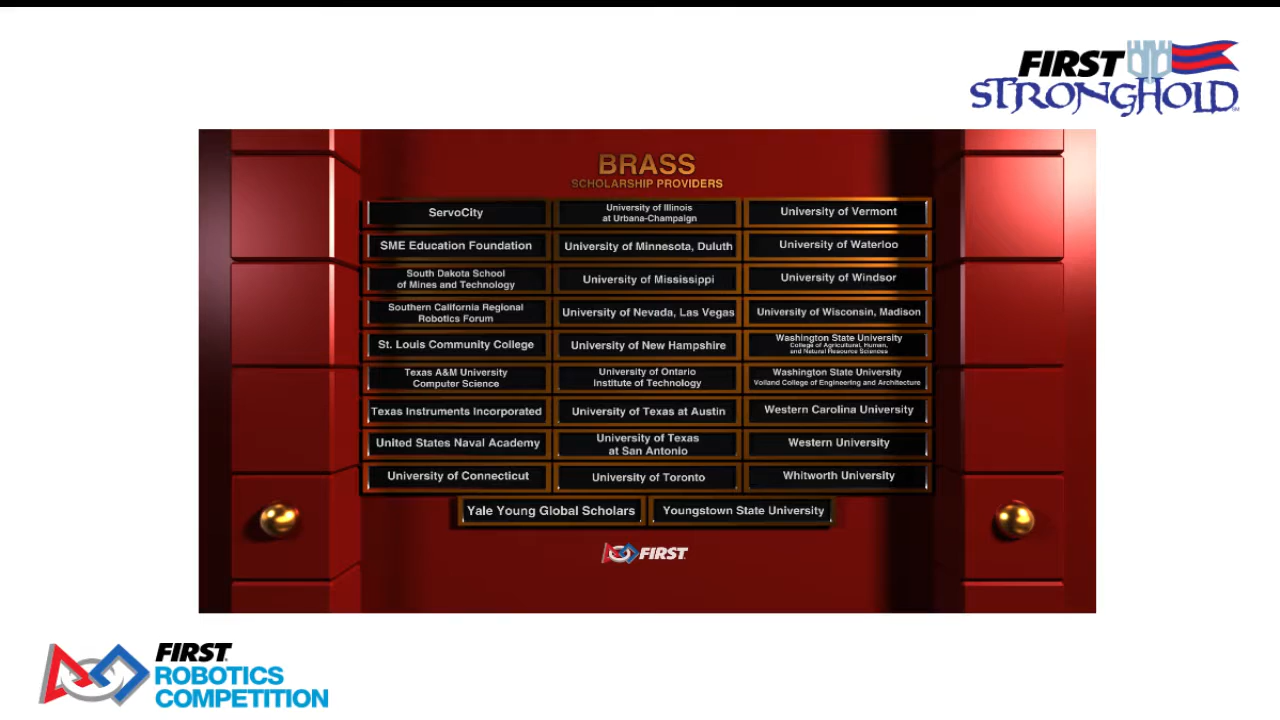 FIRST
STRONGHOLD
BRASS
SCHOLARSHIP PROVIDERS
ServoCity
University of Illinois
at Urbana-Champaign
University of Vermont
SME Education Foundation
University of Minnesota, Duluth
University of Waterloo
South Dakota School
of Mines and Technology
University of Mississippi
University of Windsor
Southern California Regional
Robotics Forum
University of Nevada, Las Vegas
University of Wisconsin, Madison
St. Louis Community College
University of New Hampshire
Washington State University
College of Agricultural, Human,
and Natural Resource Sciences
Texas A&M University
Computer Science
University of Ontario
Institute of Technology
Washington State University
Voiland College of Engineering and Architecture
Texas Instruments Incorporated
University of Texas at Austin
Western Carolina University
United States Naval Academy
University of Texas
at San Antonio
Western University
University of Connecticut
University of Toronto
Whitworth University
Yale Young Global Scholars
Youngstown State University
FIRST
FIRST
ROBOTICS
COMPETITION